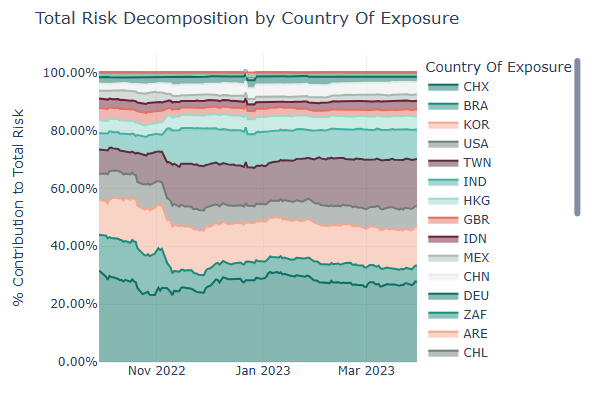 Total Risk Decomposition by Country Of Exposure
% Contribution to Total Risk
100.00%
80.00%
60.00%
40.00%
20.00%
0.00%
Nov 2022
Jan 2023
Mar 2023
Country Of Exposure
CHX
BRA
KOR
USA
TWN
IND
HKG
GBR
IDN
MEX
CHN
DEU
ZAF
ARE
CHL